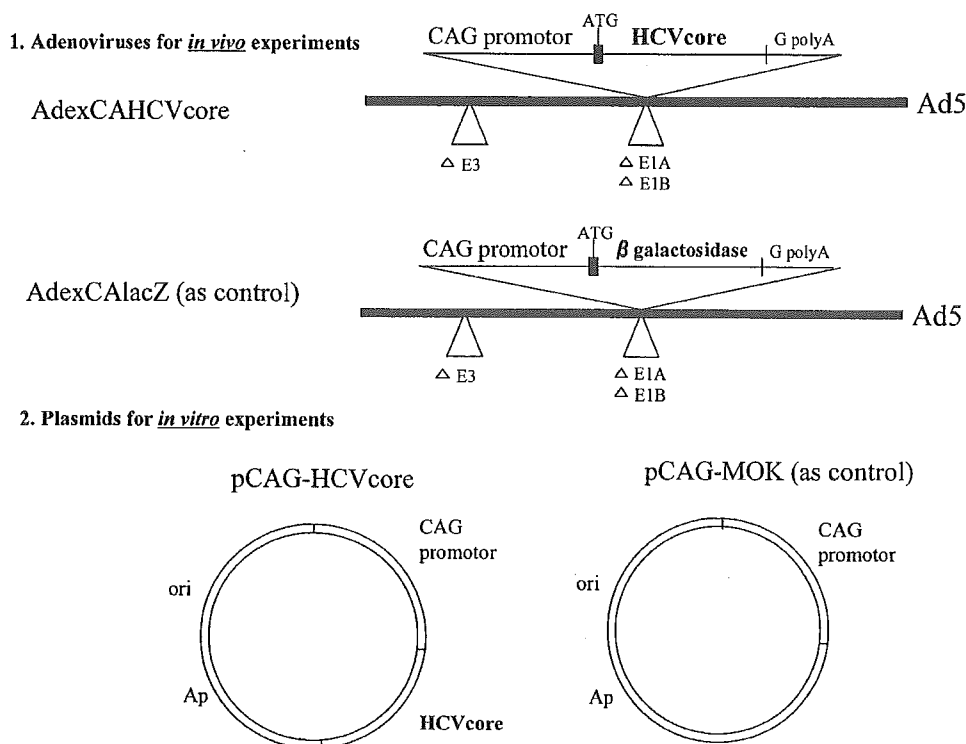 1. Adenoviruses for in vivo experiments
ATG
CAG promotor HCVcore G polyA
AdexCAHCVcore
Ad5
△ E3
△ E1A
△ E1B
ATG
CAG promotor β galactosidase G polyA
AdexCAlacZ (as control)
Ad5
△ E3
△ E1A
△ E1B
2. Plasmids for in vitro experiments
pCAG-HCVcore
CAG
promotor
ori
Ap
HCVcore
pCAG-MOK (as control)
CAG
promotor
ori
Ap